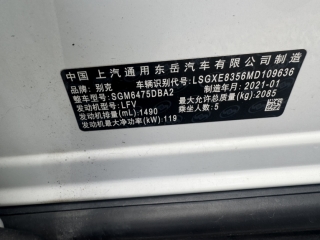 中国 上汽通用东岳汽车有限公司 制造
品牌: 别克 车辆识别代号: LSGXE8356MD109636
整车型号: SGM6475DBA2 制造年月: 2021-01
发动机型号: LFV 最大允许总质量(kg): 2085
发动机排量(mL): 1490 乘坐人数: 5
发动机最大净功率(kW): 119